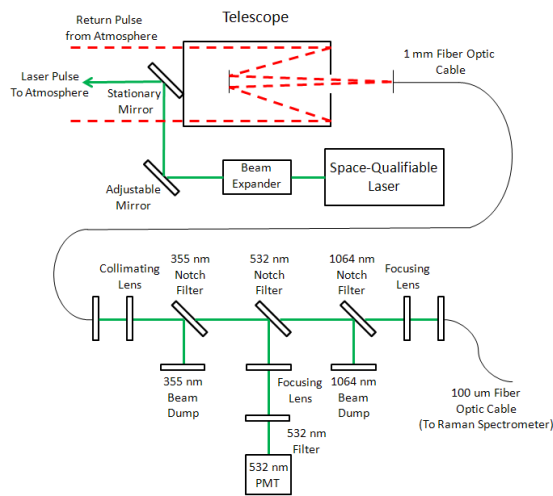 Return Pulse
from Atmosphere
Telescope
1 mm Fiber Optic
Cable
Laser Pulse
To Atmosphere
Stationary
Mirror
Adjustable
Mirror
Beam
Expander
Space-Qualifiable
Laser
Collimating
Lens
355 nm
Notch
Filter
532 nm
Notch
Filter
1064 nm
Notch
Filter
Focusing
Lens
355 nm
Beam
Dump
Focusing
Lens
1064 nm
Beam
Dump
100 um Fiber
Optic Cable
(To Raman Spectrometer)
532 nm
Filter
532 nm
PMT